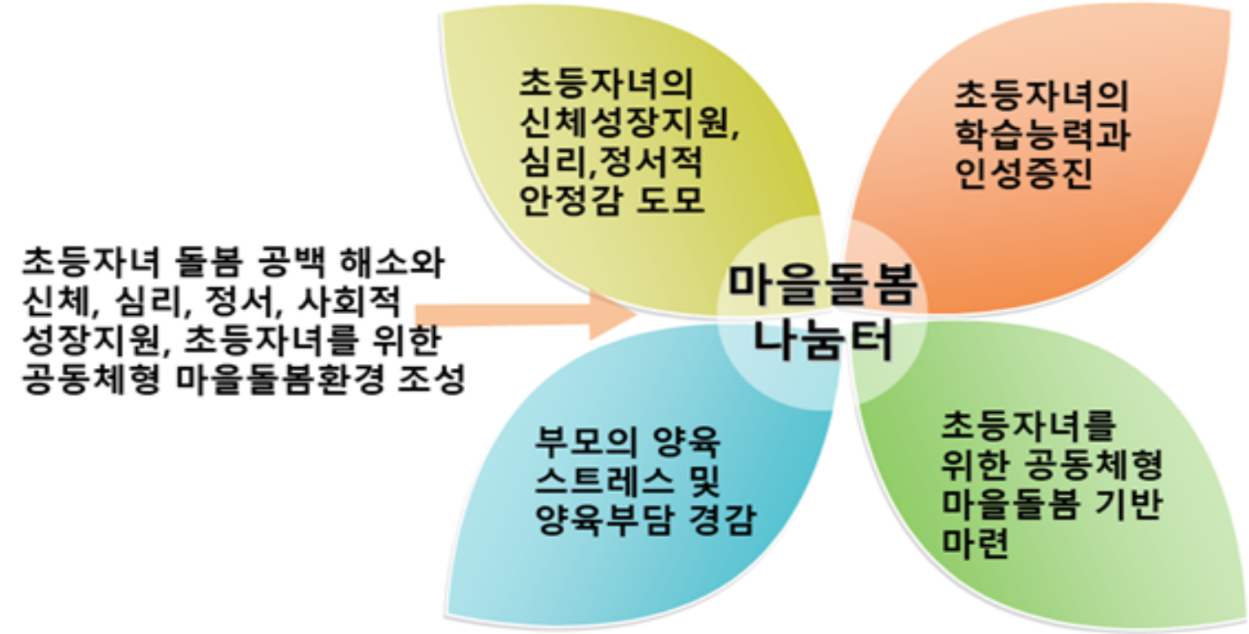 초등자녀 돌봄 공백 해소와
신체, 심리, 정서, 사회적
성장지원, 초등자녀를 위한
공동체형 마을돌봄환경 조성
초등자녀의
신체성장지원,
심리,정서적
안정감 도모
초등자녀의
학습능력과
인성증진
마을돌봄
나눔터
부모의 양육
스트레스 및
양육부담 경감
초등자녀를
위한 공동체형
마을돌봄 기반
마련